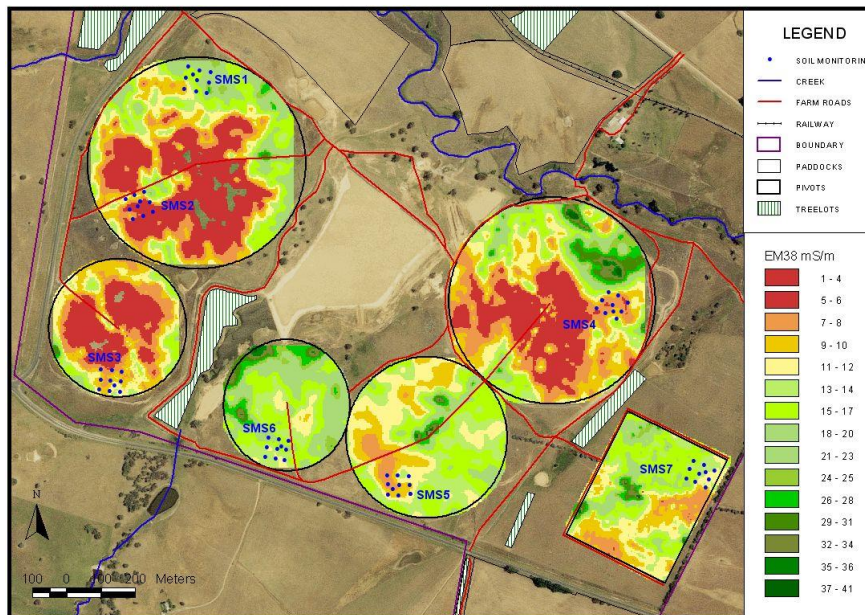 LEGEND
SOIL MONITORIN
CREEK
FARM ROADS
RAILWAY
BOUNDARY
PADDOCKS
PIVOTS
TREELOTS
EM38 mS/m
1 - 4
5 - 6
7 - 8
9 - 10
11 - 12
13 - 14
15 - 17
18 - 20
21 - 23
24 - 25
26 - 28
29 - 31
32 - 34
35 - 36
37 - 41
SMS1
SMS2
SMS3
SMS4
SMS6
SMS5
SMS7
N
100 0 100 200 Meters